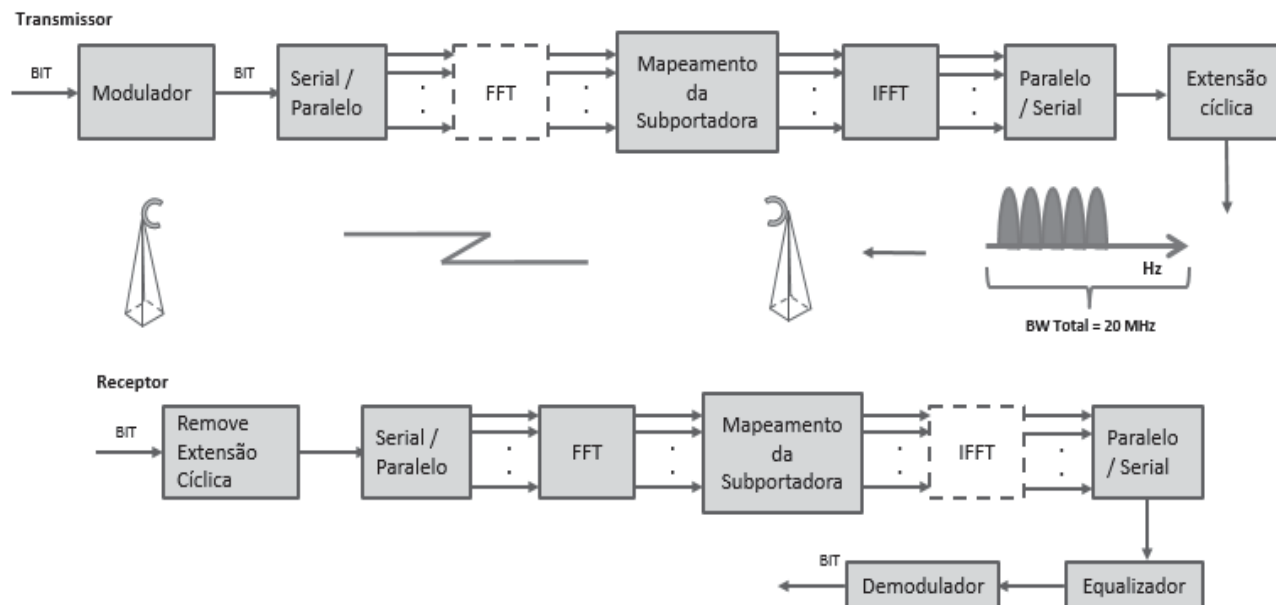 Transmissor
BIT
Modulador
BIT
Serial /
Paralelo
FFT
Mapeamento
da
Subportadora
IFFT
Paralelo
/ Serial
Extensão
cíclica
Hz
BW Total = 20 MHz
Receptor
BIT
Remove
Extensão
Cíclica
Serial /
Paralelo
FFT
Mapeamento
da
Subportadora
IFFT
Paralelo
/ Serial
BIT
Demodulador
Equalizador